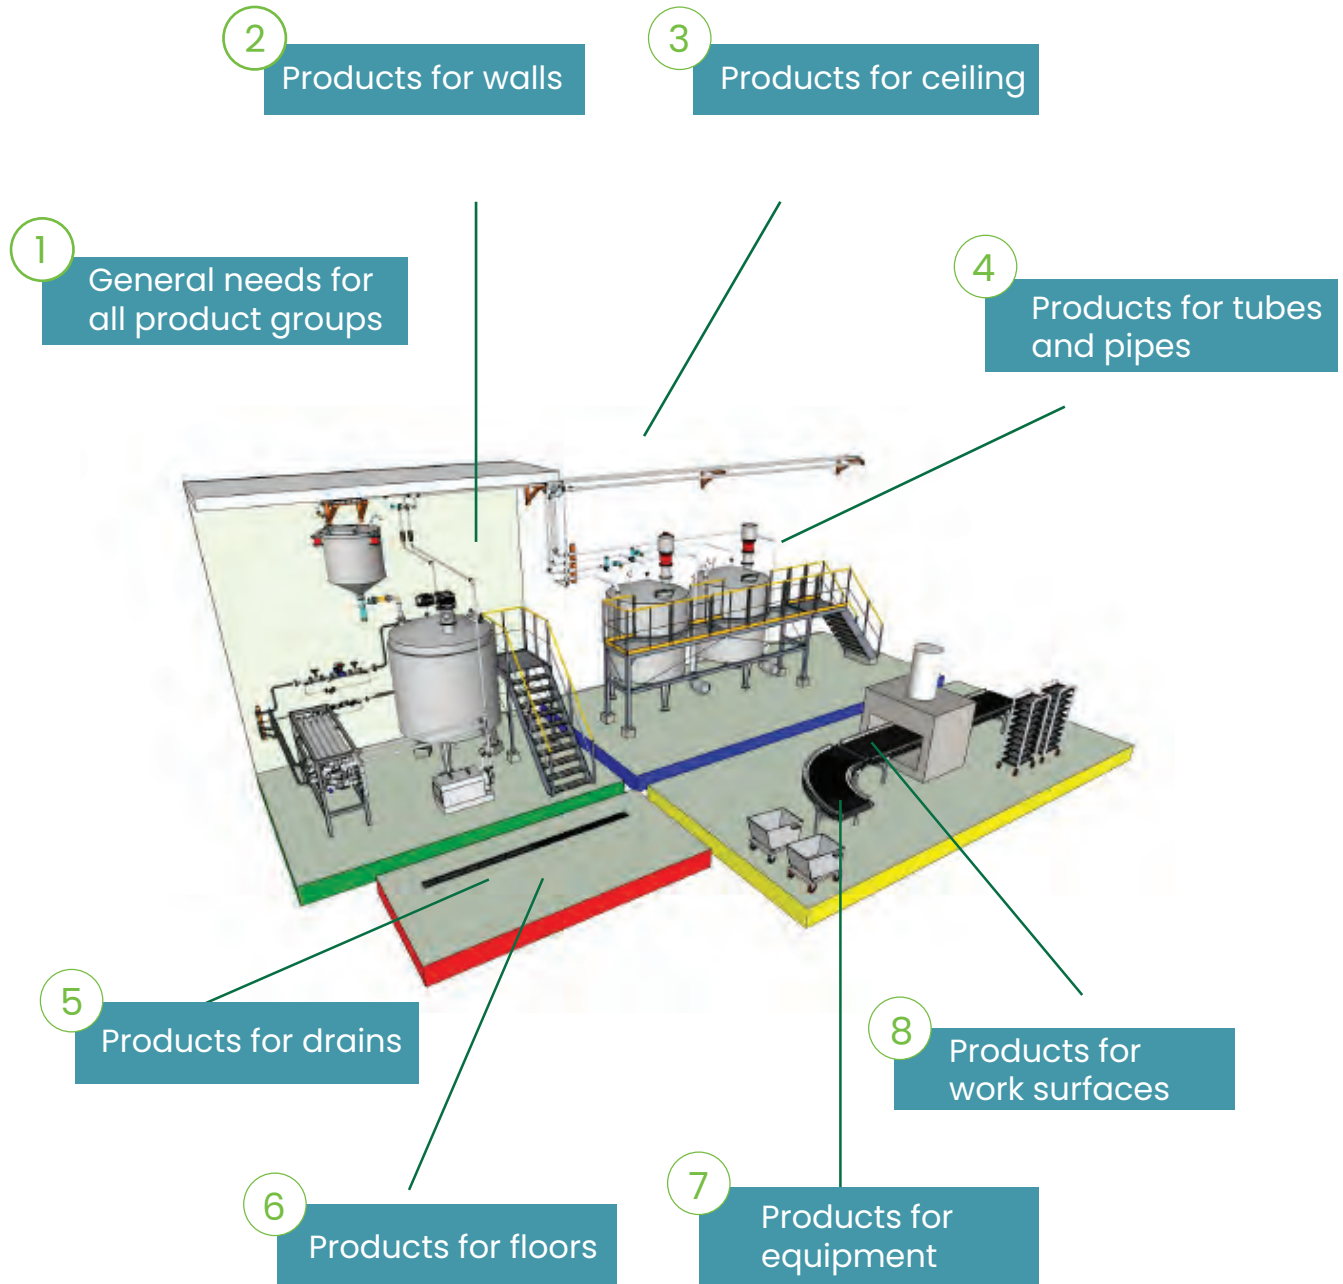 2
Products for walls
3
Products for ceiling
1
General needs for
all product groups
4
Products for tubes
and pipes
5
Products for drains
8
Products for
work surfaces
6
Products for floors
7
Products for
equipment